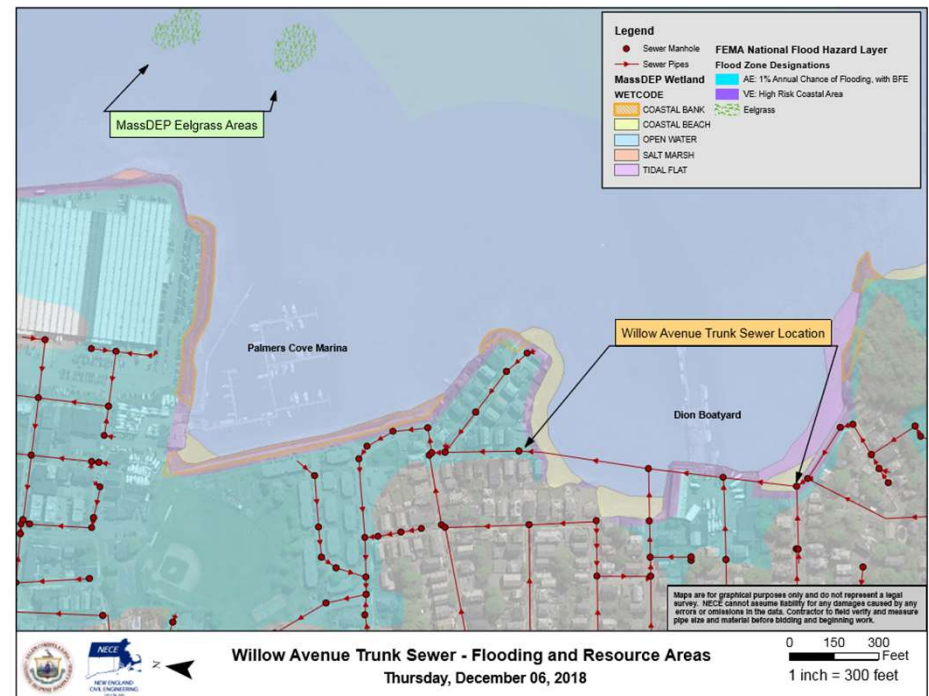 Legend
Sewer Manhole
Sewer Pipes
MassDEP Wetland
WETCODE
COASTAL BANK
COASTAL BEACH
OPEN WATER
SALT MARSH
TIDAL FLAT
FEMA National Flood Hazard Layer
Flood Zone Designations
AE: 1% Annual Chance of Flooding, with BFE
VE: High Risk Coastal Area
Eelgrass
MassDEP Eelgrass Areas
Willow Avenue Trunk Sewer Location
Palmers Cove Marina
Dion Boatyard
Maps are for graphical purposes only and do not represent a legal
survey. NECE cannot assume liability for any damages caused by any
errors or omissions in the data. Contractor to field verify and measure
pipe size and material before bidding and beginning work.
NECE
NEW ENGLAND
CIVIL ENGINEERING
N
Willow Avenue Trunk Sewer - Flooding and Resource Areas
Thursday, December 06, 2018
0 150 300
Feet
1 inch = 300 feet